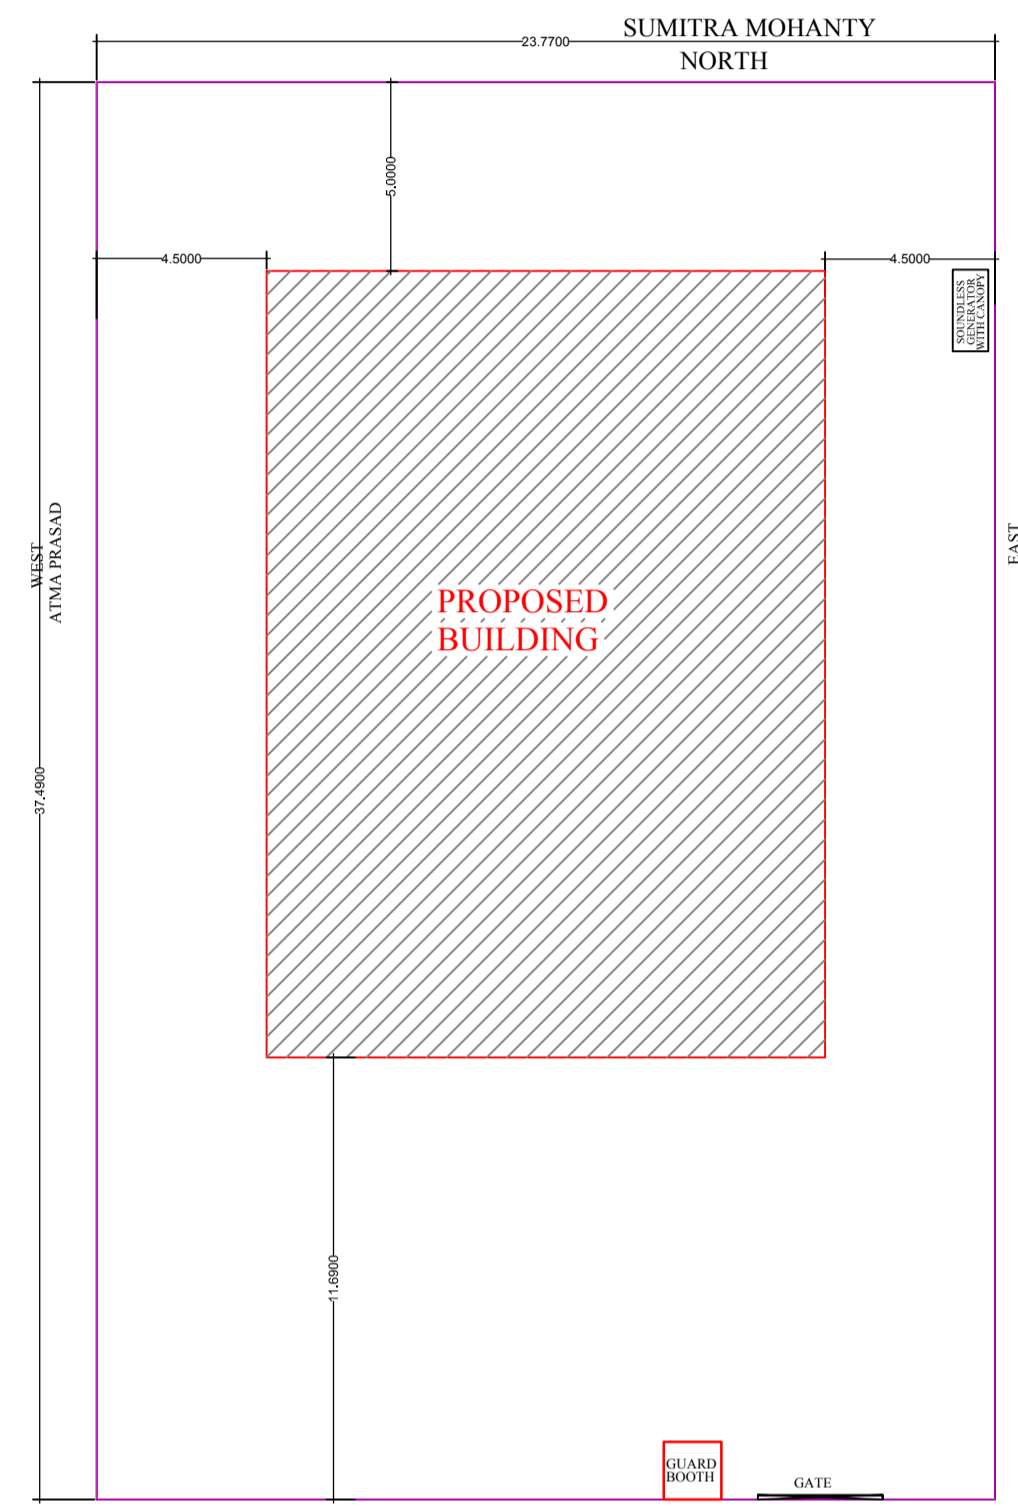 SUMITRA MOHANTY
23.7700
NORTH
5.0000
4.5000
4.5000
SOUNDLESS
GENERATOR
WITH CANOPY
WEST
ATMA PRASAD
EAST
PROPOSED
BUILDING
37.4900
11.6900
GUARD
BOOTH
GATE